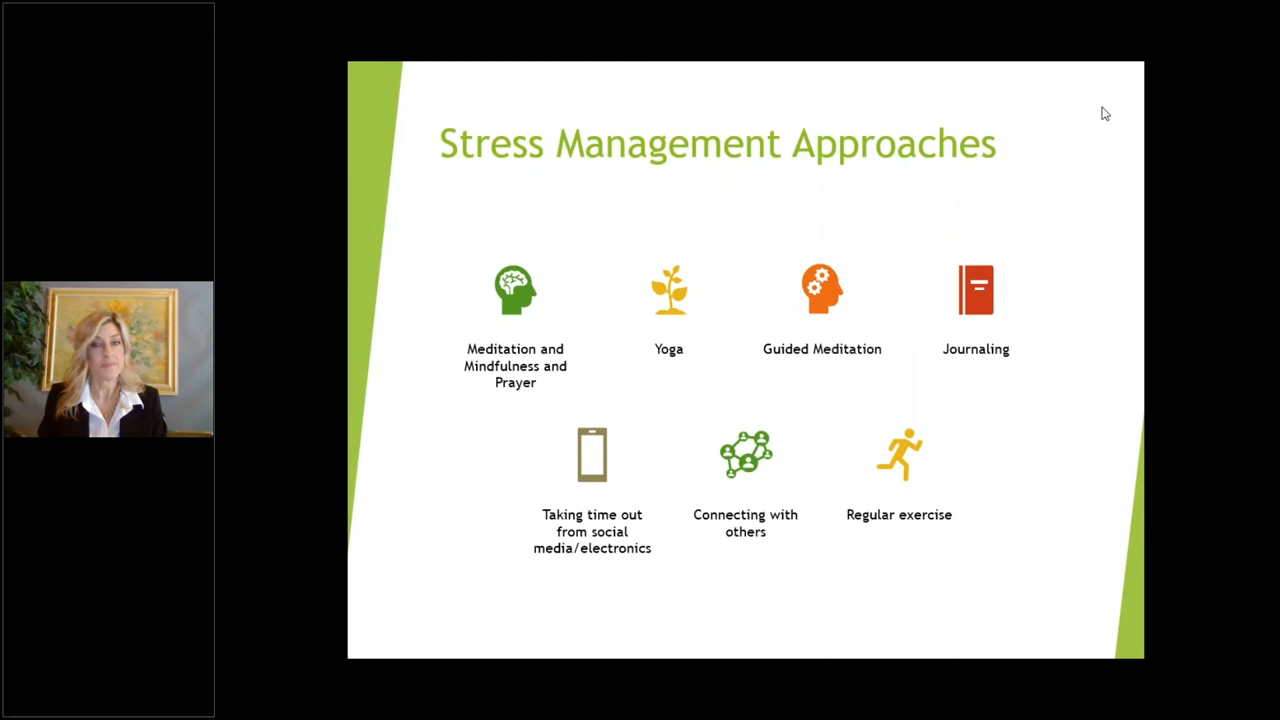 Stress Management Approaches
Meditation and
Mindfulness and
Prayer
Yoga
Guided Meditation
Journaling
Taking time out
from social
media/electronics
Connecting with
others
Regular exercise